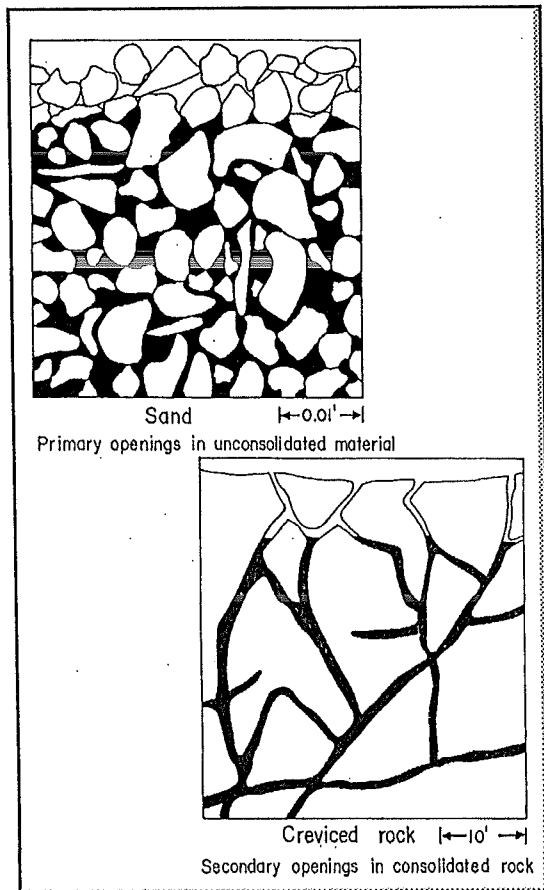 Sand |←0.01'→|
Primary openings in unconsolidated material
Creviced rock |←10'→|
Secondary openings in consolidated rock